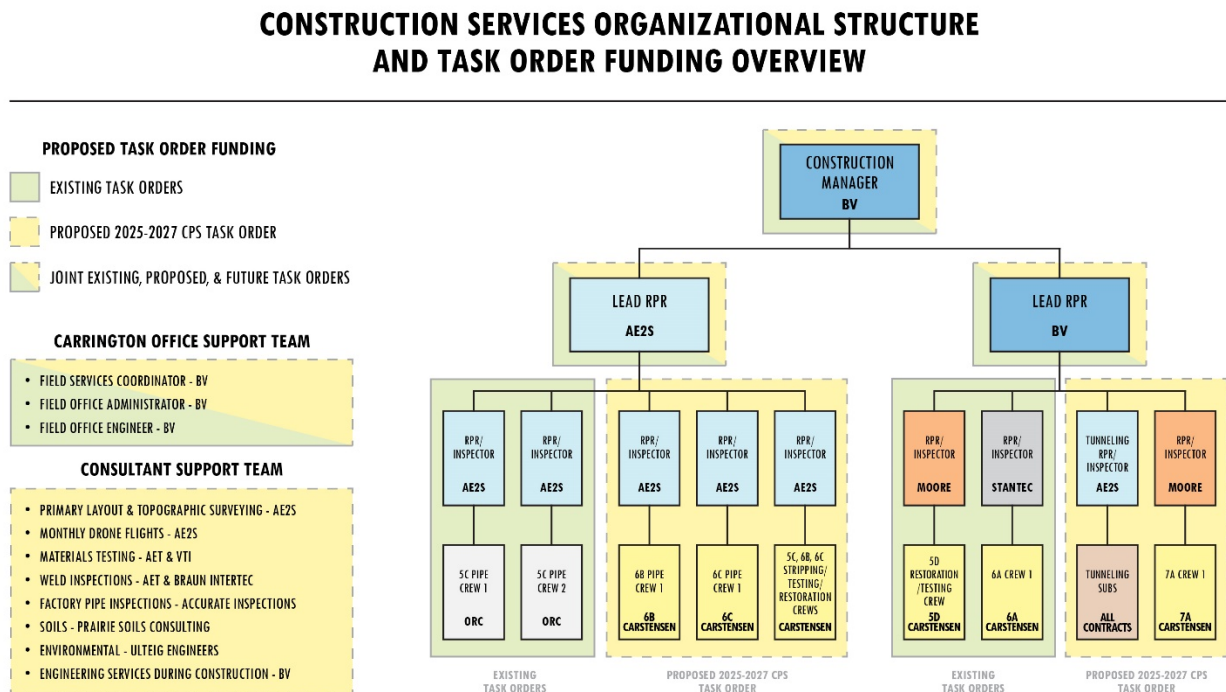 CONSTRUCTION SERVICES ORGANIZATIONAL STRUCTURE
AND TASK ORDER FUNDING OVERVIEW
PROPOSED TASK ORDER FUNDING
EXISTING TASK ORDERS
PROPOSED 2025-2027 CPS TASK ORDER
JOINT EXISTING, PROPOSED, & FUTURE TASK ORDERS
CARRINGTON OFFICE SUPPORT TEAM
• FIELD SERVICES COORDINATOR - BV
• FIELD OFFICE ADMINISTRATOR - BV
• FIELD OFFICE ENGINEER - BV
CONSULTANT SUPPORT TEAM
• PRIMARY LAYOUT & TOPOGRAPHIC SURVEYING - AE2S
• MONTHLY DRONE FLIGHTS - AE2S
• MATERIALS TESTING - AET & VTI
• WELD INSPECTIONS - AET & BRAUN INTERTEC
• FACTORY PIPE INSPECTIONS - ACCURATE INSPECTIONS
• SOILS - PRAIRIE SOILS CONSULTING
• ENVIRONMENTAL - ULTEIG ENGINEERS
• ENGINEERING SERVICES DURING CONSTRUCTION - BV
CONSTRUCTION
MANAGER
BV
LEAD RPR
AE2S
LEAD RPR
BV
RPR/
INSPECTOR
AE2S
RPR/
INSPECTOR
AE2S
RPR/
INSPECTOR
AE2S
RPR/
INSPECTOR
AE2S
RPR/
INSPECTOR
AE2S
RPR/
INSPECTOR
MOORE
RPR/
INSPECTOR
STANTEC
TUNNELING
RPR/
INSPECTOR
AE2S
RPR/
INSPECTOR
MOORE
5C PIPE
CREW 1
ORC
5C PIPE
CREW 2
ORC
6B PIPE
CREW 1
6B
CARSTENSEN
6C PIPE
CREW 1
6C
CARSTENSEN
5C, 6B, 6C
STRIPPING/
TESTING/
RESTORATION
CREWS
CARSTENSEN
5D
RESTORATION
/TESTING
CREW
5D
CARSTENSEN
6A CREW 1
6A
CARSTENSEN
TUNNELING
SUBS
ALL
CONTRACTS
7A CREW 1
7A
CARSTENSEN
EXISTING
TASK ORDERS
PROPOSED 2025-2027 CPS
TASK ORDER
EXISTING
TASK ORDERS
PROPOSED 2025-2027 CPS
TASK ORDER